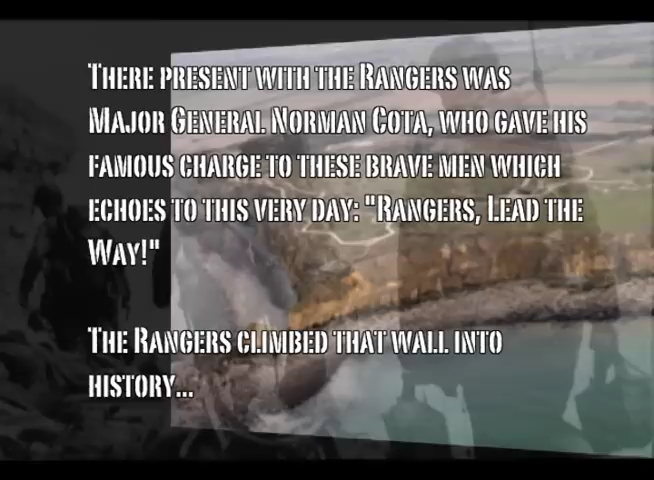 There present with the Rangers was
Major General Norman Cota, who gave his
famous charge to these brave men which
echoes to this very day: "Rangers, Lead the
Way!"
The Rangers climbed that wall into
history...